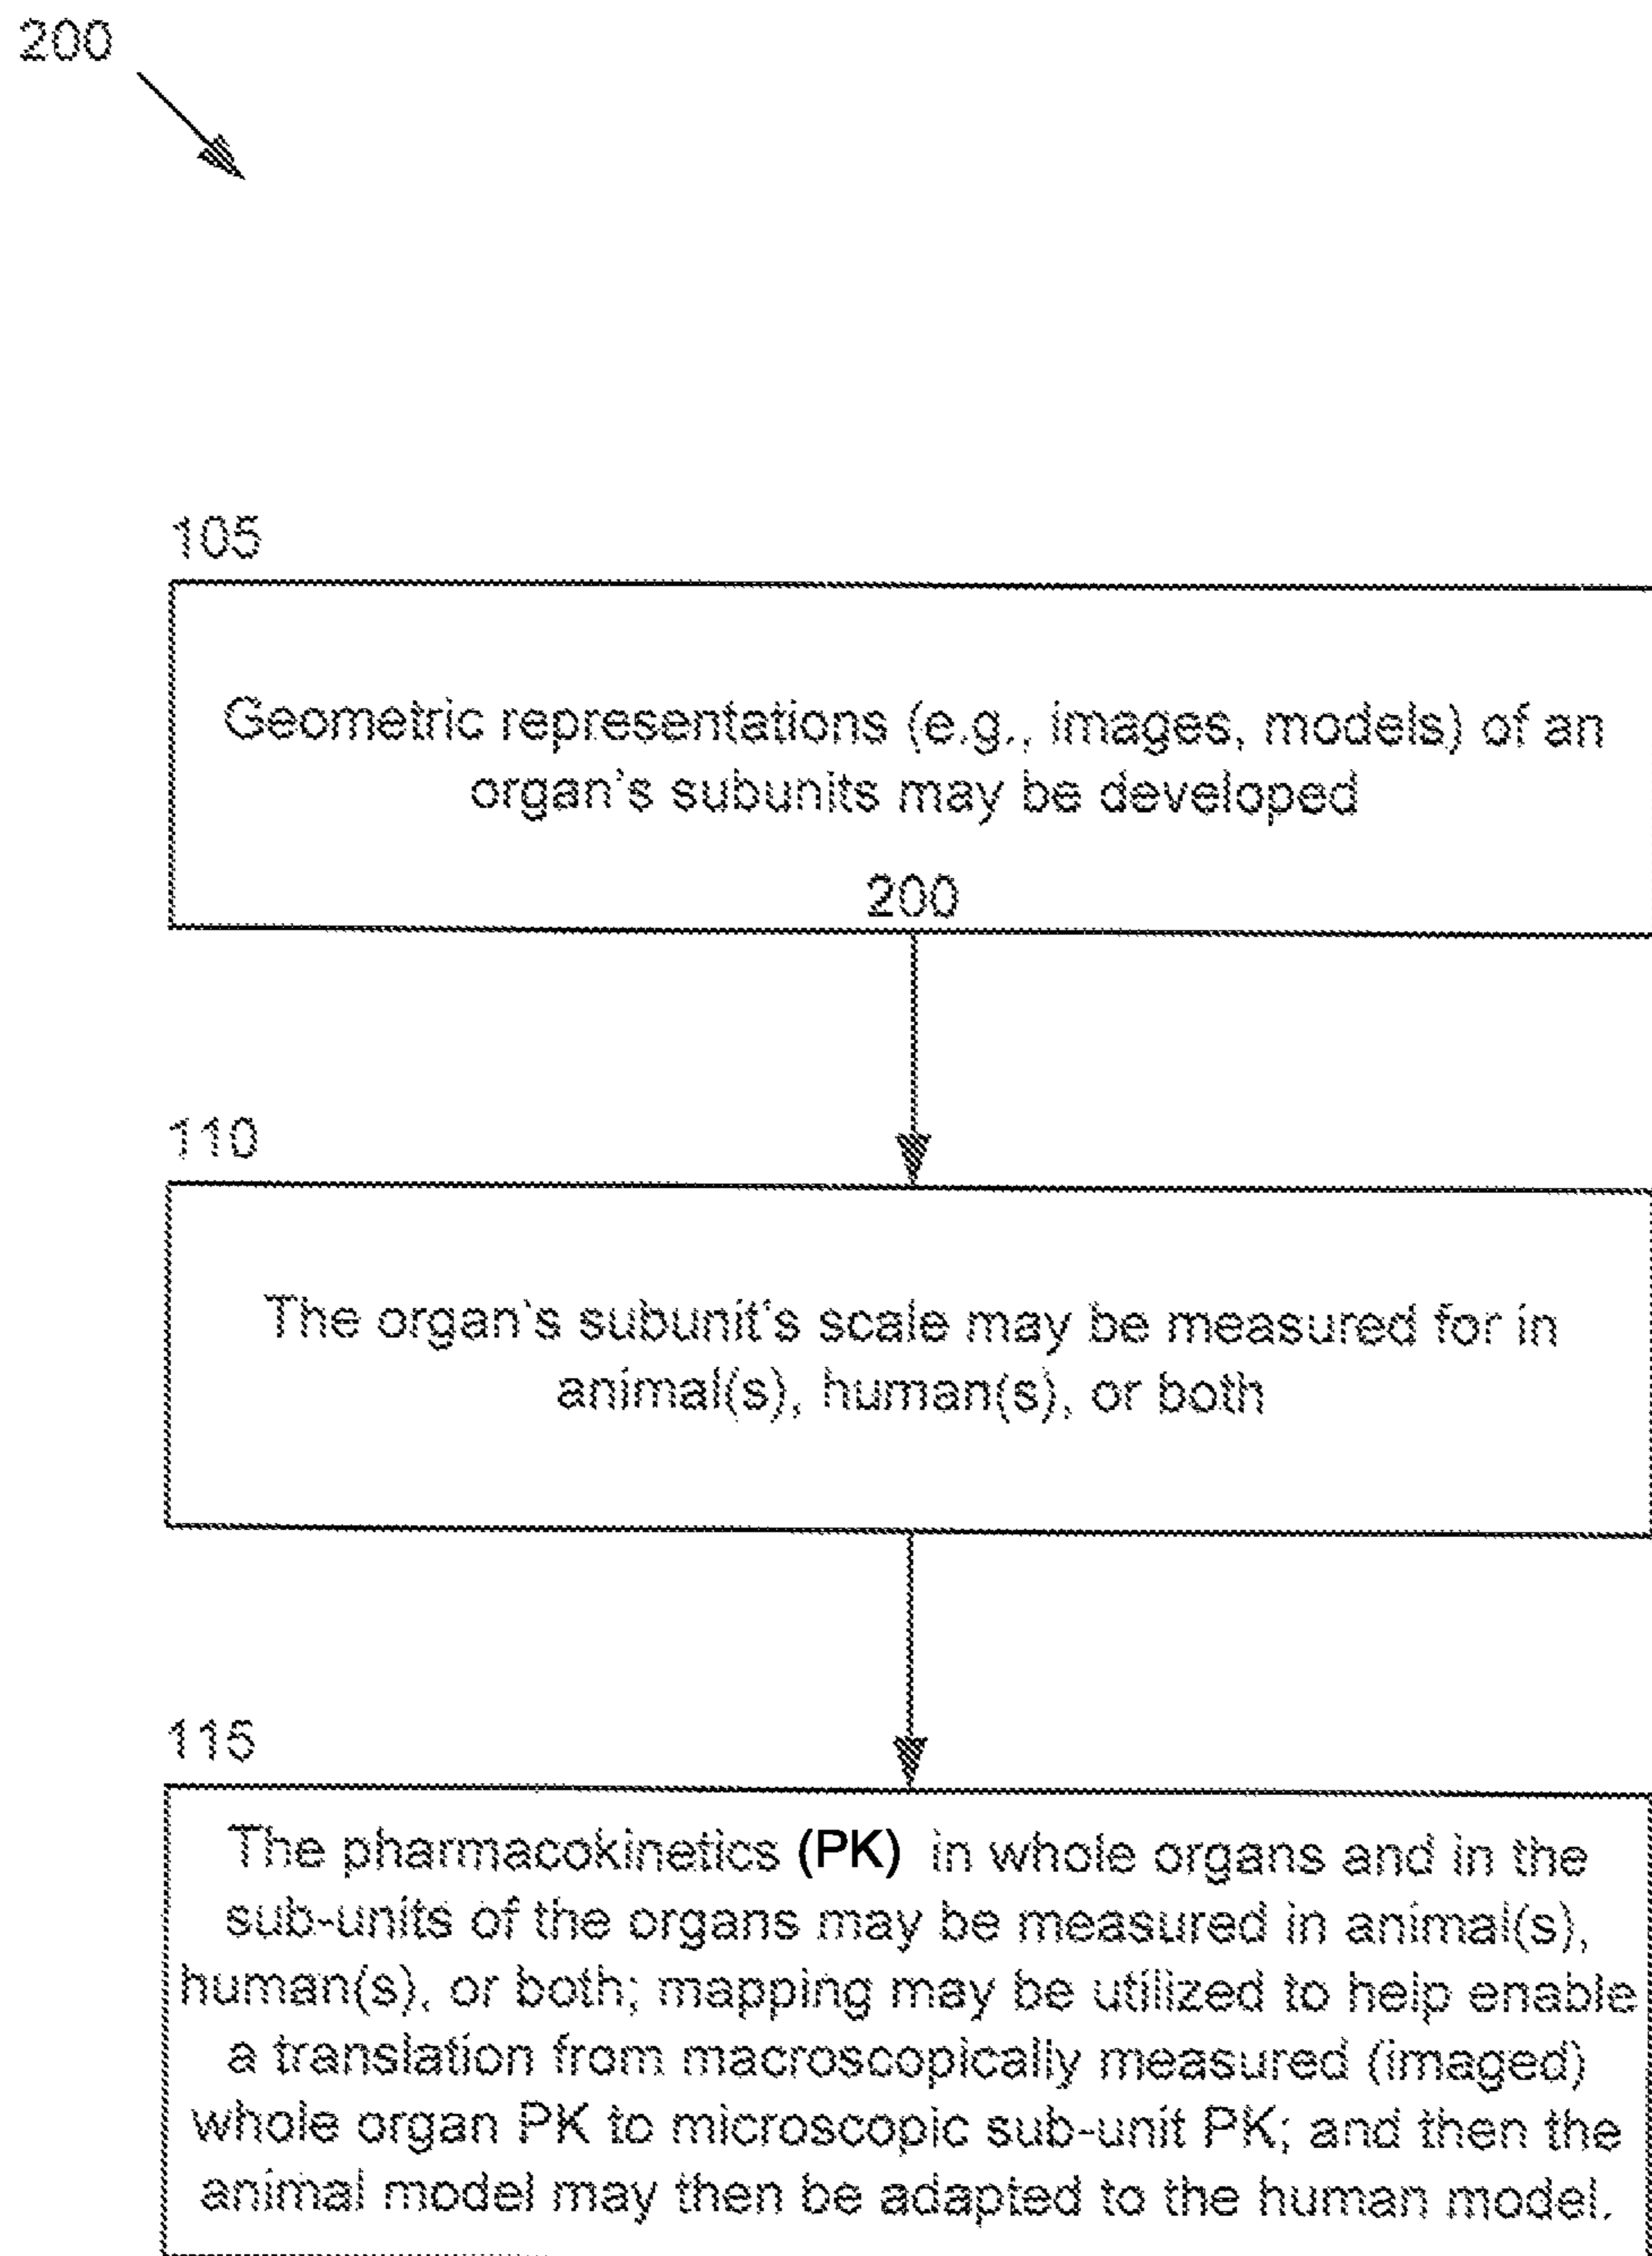 200
105
Geometric representations (e.g., images, models) of an
organ's subunits may be developed
200
110
The organ's subunit's scale may be measured for in
animal(s), human(s), or both
115
The pharmacokinetics (PK) in whole organs and in the
sub-units of the organs may be measured in animal(s),
human(s), or both; mapping may be utilized to help enable
a translation from macroscopically measured (imaged)
whole organ PK to microscopic sub-unit PK; and then the
animal model may then be adapted to the human model.